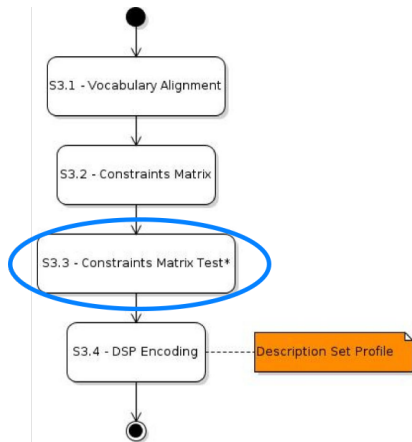 S3.1 - Vocabulary Alignment
S3.2 - Constraints Matrix
S3.3 - Constraints Matrix Test*
S3.4 - DSP Encoding
Description Set Profile